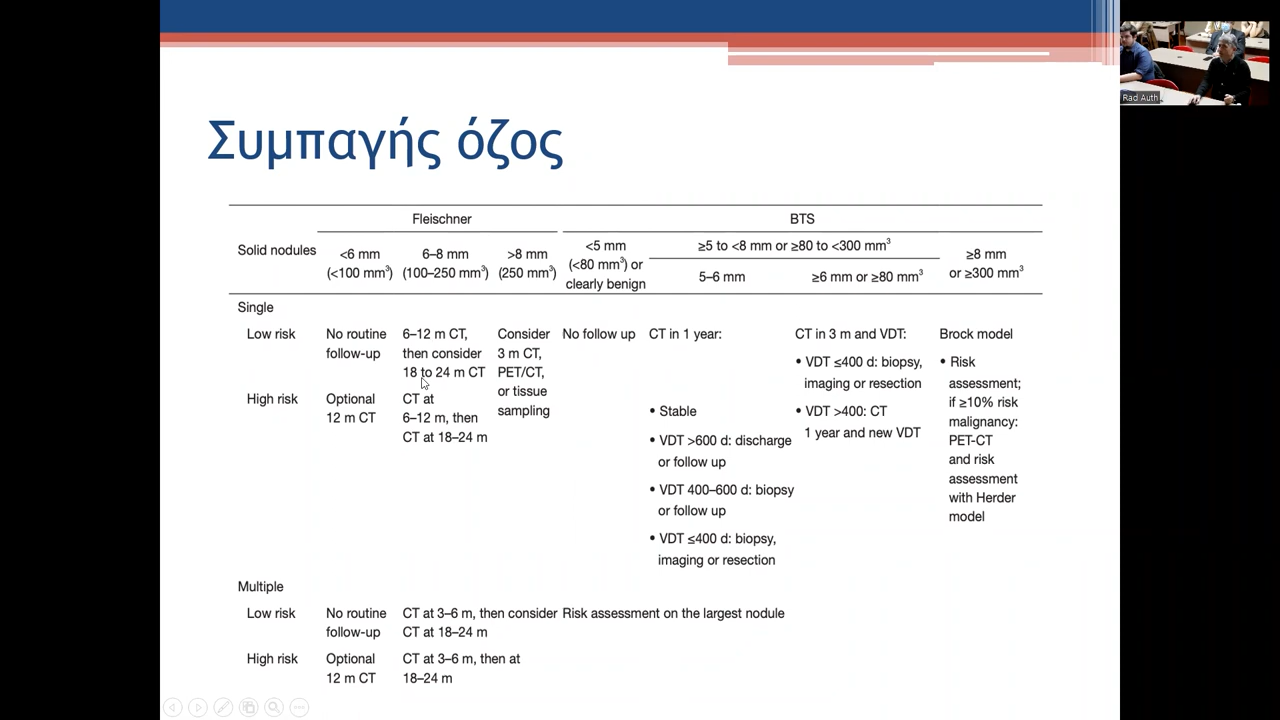 Rad Auth
Συμπαγής όζος
Fleischner BTS
Solid nodules <6 mm (<100 mm³) 6–8 mm (100–250 mm³) >8 mm (250 mm³) <5 mm (<80 mm³) or clearly benign ≥5 to <8 mm or ≥80 to <300 mm³ ≥8 mm or ≥300 mm³
5–6 mm ≥6 mm or ≥80 mm³
Single
Low risk
No routine
follow-up
6–12 m CT,
then consider
18 to 24 m CT
Consider
3 m CT,
PET/CT,
or tissue
sampling
No follow up
CT in 1 year:
• Stable
• VDT >600 d: discharge
or follow up
• VDT 400–600 d: biopsy
or follow up
• VDT ≤400 d: biopsy,
imaging or resection
CT in 3 m and VDT:
• VDT ≤400 d: biopsy,
imaging or resection
• VDT >400: CT
1 year and new VDT
Brock model
• Risk
assessment;
if ≥10% risk
malignancy:
PET-CT
and risk
assessment
with Herder
model
High risk
Optional
12 m CT
CT at
6–12 m, then
CT at 18–24 m
Multiple
Low risk
No routine
follow-up
CT at 3–6 m, then consider
CT at 18–24 m
Risk assessment on the largest nodule
High risk
Optional
12 m CT
CT at 3–6 m, then at
18–24 m